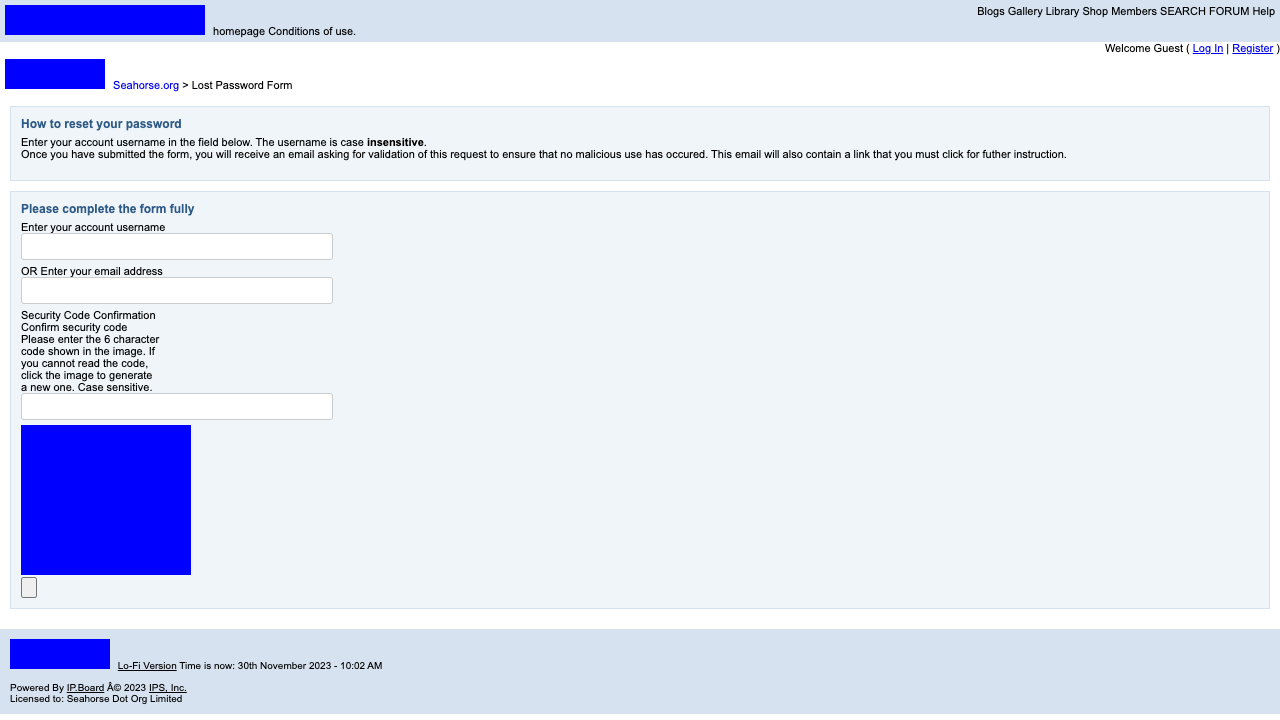 homepage Conditions of use.
Blogs Gallery Library Shop Members SEARCH FORUM Help
Welcome Guest ( Log In | Register )
Seahorse.org > Lost Password Form
How to reset your password
Enter your account username in the field below. The username is case insensitive.
Once you have submitted the form, you will receive an email asking for validation of this request to ensure that no malicious use has occured. This email will also contain a link that you must click for futher instruction.
Please complete the form fully
Enter your account username
OR Enter your email address
Security Code Confirmation
Confirm security code
Please enter the 6 character
code shown in the image. If
you cannot read the code,
click the image to generate
a new one. Case sensitive.
Lo-Fi Version Time is now: 30th November 2023 - 10:02 AM
Powered By IP.Board Â© 2023 IPS, Inc.
Licensed to: Seahorse Dot Org Limited